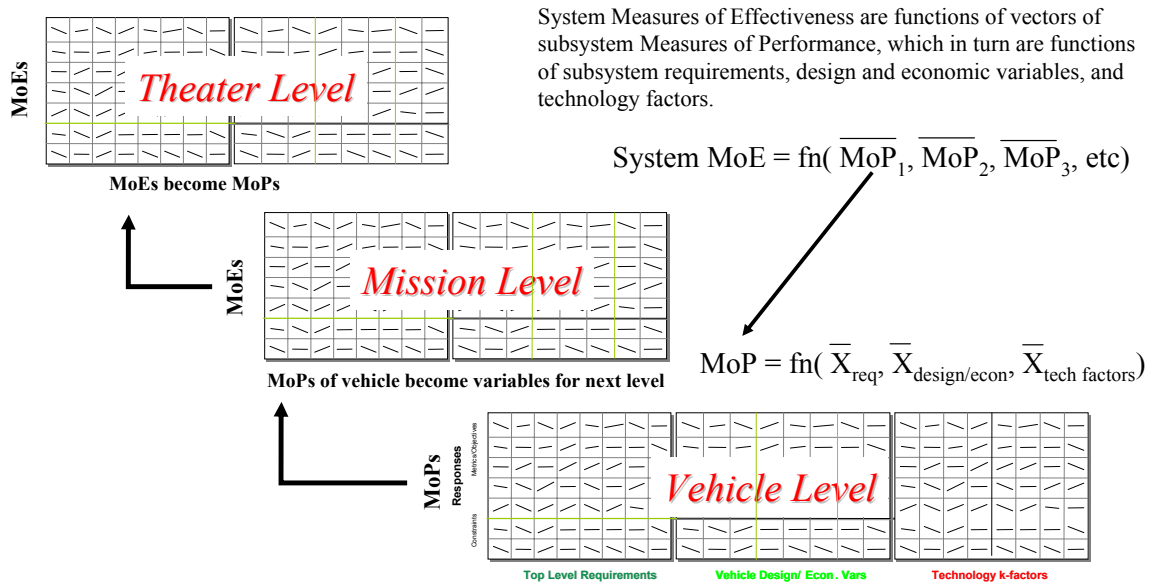 System Measures of Effectiveness are functions of vectors of
subsystem Measures of Performance, which in turn are functions
of subsystem requirements, design and economic variables, and
technology factors.
MoEs
Theater Level
MoEs become MoPs
System MoE = fn( MoP1, MoP2, MoP3, etc)
MoEs
Mission Level
MoPs of vehicle become variables for next level
MoP = fn( Xreq, Xdesign/econ, Xtech factors)
MoPs
Responses
Metrics/Objectives
Constraints
Vehicle Level
Top Level Requirements
Vehicle Design/ Econ. Vars
Technology k-factors